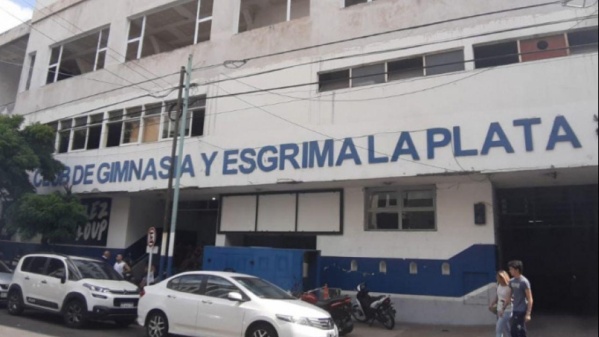 CLUB DE GIMNASIA Y ESGRIMA LA PLATA